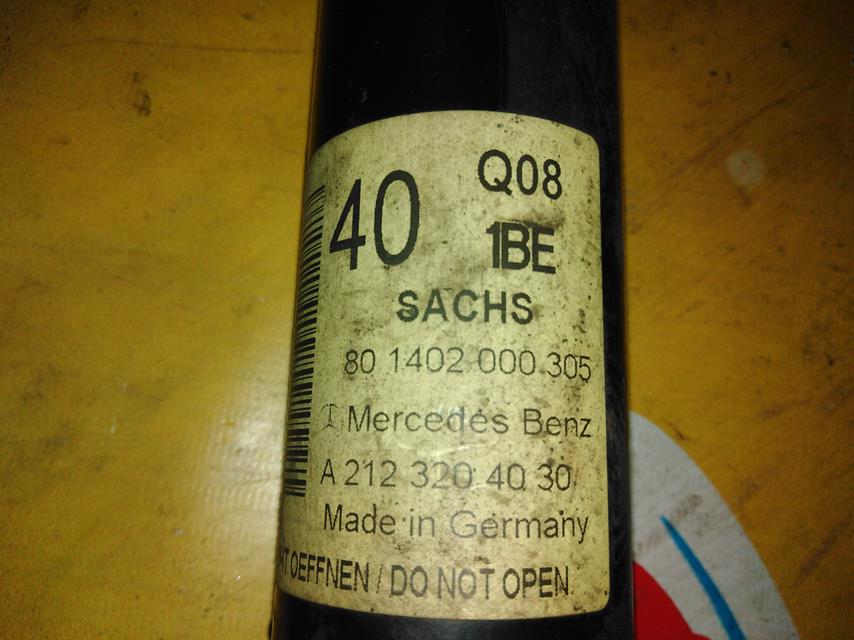 40 Q08
1BE
SACHS
80 1402 000 305
Mercedes Benz
A 212 320 40 30
Made in Germany
HT OEFFNEN / DO NOT OPEN